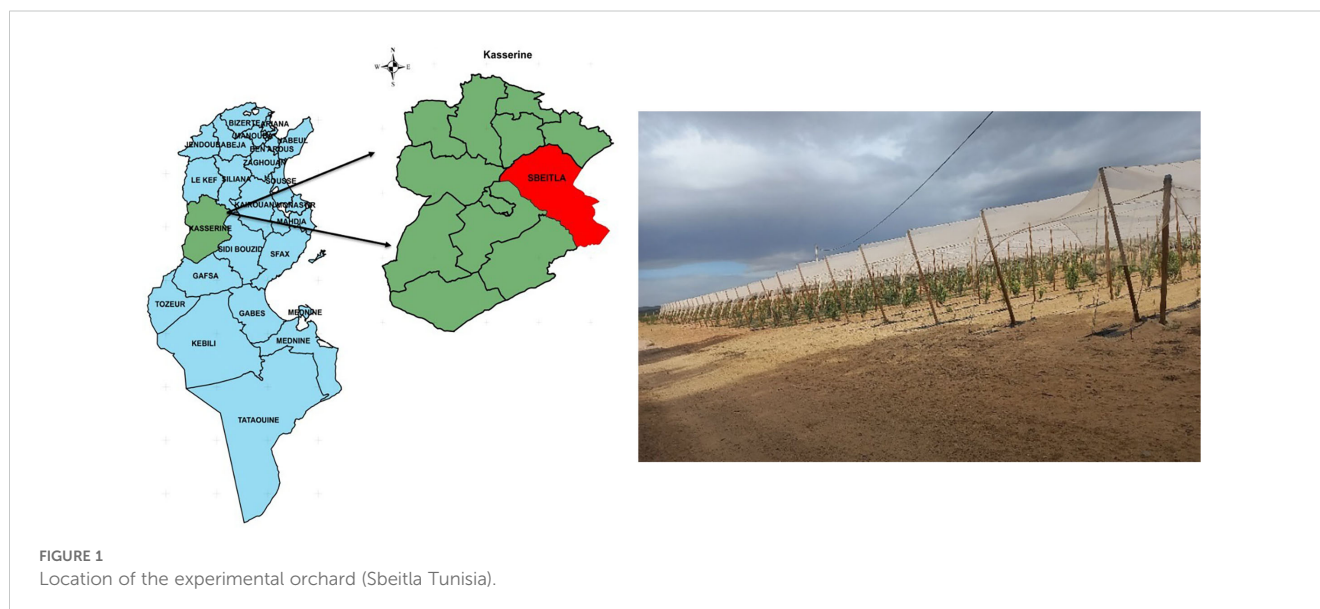 N
W E
S
Kasserine
BIZERTE ARIANA
MANOUBA
NABEUL
JENDOUBA BEJA
BEN AROUS
ZAGHOUAN
LE KEF
SILIANA
SOUSSE
KAIROUAN
MONASTIR
MAHDIA
KASSERINE
SIDI BOUZID
SFAX
GAFSA
TOZEUR
GABES
MEDNINE
KEBILI
MEDNINE
TATAOUINE
SBEITLA
FIGURE 1
Location of the experimental orchard (Sbeitla Tunisia).